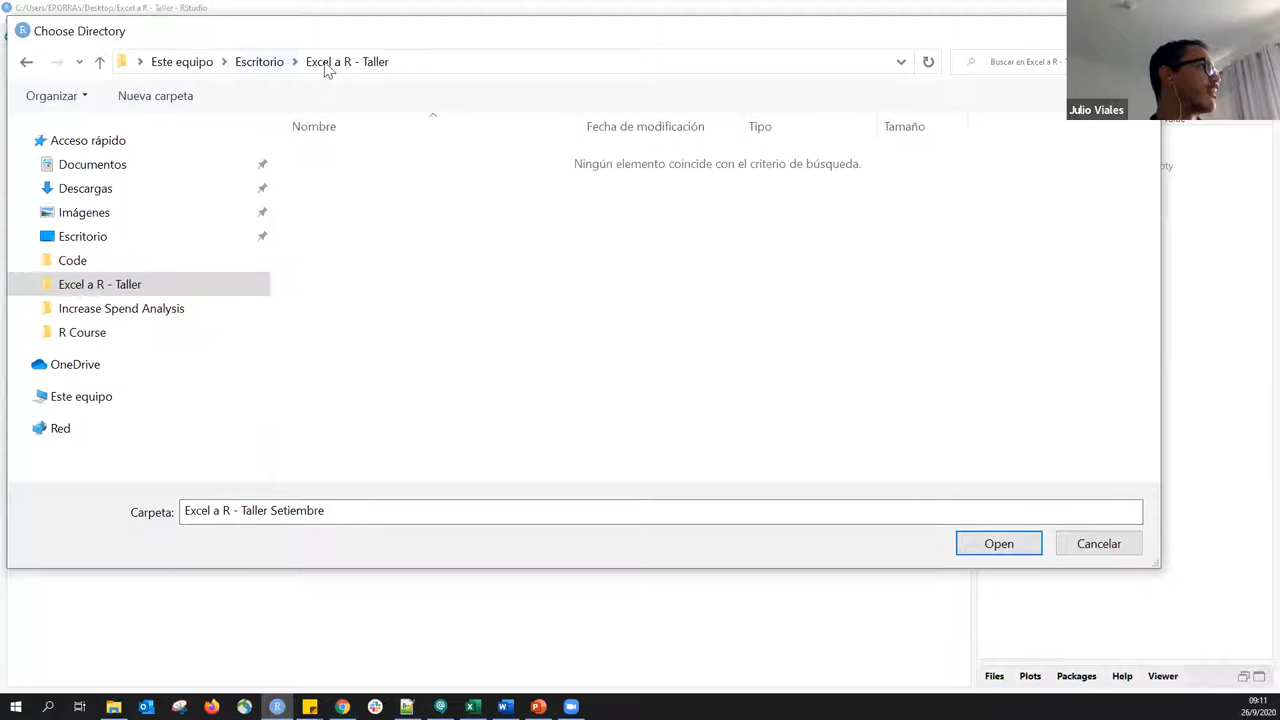 C:/Users/EPORRAS/Desktop/Excel a R - Taller - RStudio
Choose Directory
Este equipo
Escritorio
Excel a R - Taller
Buscar en Excel a R -
Organizar
Nueva carpeta
Julio Viales
Nombre
Fecha de modificación
Tipo
Tamaño
Ningún elemento coincide con el criterio de búsqueda.
Acceso rápido
Documentos
Descargas
Imágenes
Escritorio
Code
Excel a R - Taller
Increase Spend Analysis
R Course
OneDrive
Este equipo
Red
Carpeta:
Excel a R - Taller Setiembre
Open
Cancelar
Files
Plots
Packages
Help
Viewer
09:11
26/9/2020